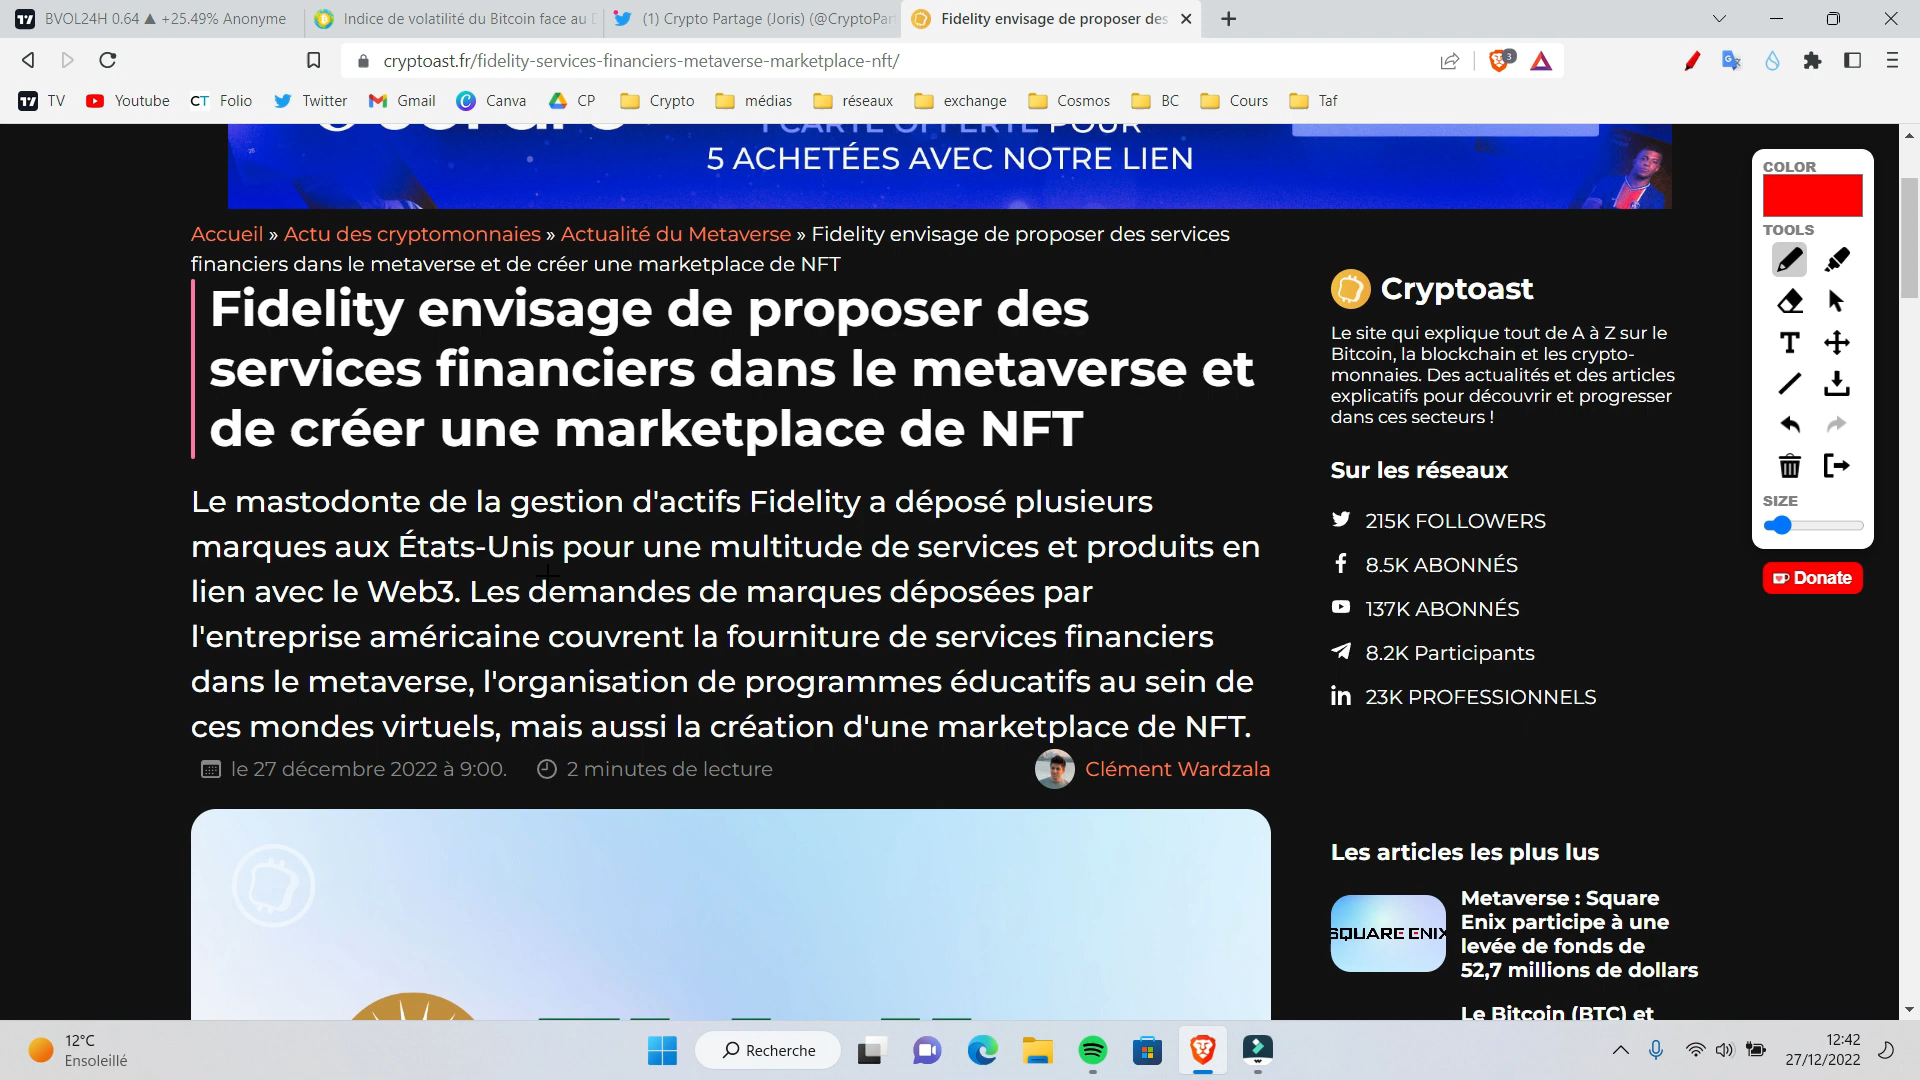 BVOL24H 0.64 ▲ +25.49% Anonyme
Indice de volatilité du Bitcoin face au
(1) Crypto Partage (Joris) (@CryptoPar
Fidelity envisage de proposer des
cryptoast.fr/fidelity-services-financiers-metaverse-marketplace-nft/
3
TV
Youtube
CT Folio
Twitter
Gmail
Canva
CP
Crypto
médias
réseaux
exchange
Cosmos
BC
Cours
Taf
1 CARTE OFFERTE POUR
5 ACHETÉES AVEC NOTRE LIEN
Accueil » Actu des cryptomonnaies » Actualité du Metaverse » Fidelity envisage de proposer des services
financiers dans le metaverse et de créer une marketplace de NFT
Fidelity envisage de proposer des
services financiers dans le metaverse et
de créer une marketplace de NFT
Le mastodonte de la gestion d'actifs Fidelity a déposé plusieurs
marques aux États-Unis pour une multitude de services et produits en
lien avec le Web3. Les demandes de marques déposées par
l'entreprise américaine couvrent la fourniture de services financiers
dans le metaverse, l'organisation de programmes éducatifs au sein de
ces mondes virtuels, mais aussi la création d'une marketplace de NFT.
le 27 décembre 2022 à 9:00.
2 minutes de lecture
Clément Wardzala
Cryptoast
Le site qui explique tout de A à Z sur le
Bitcoin, la blockchain et les crypto-
monnaies. Des actualités et des articles
explicatifs pour découvrir et progresser
dans ces secteurs !
Sur les réseaux
215K FOLLOWERS
8.5K ABONNÉS
137K ABONNÉS
8.2K Participants
23K PROFESSIONNELS
Les articles les plus lus
SQUARE ENIX
Metaverse : Square
Enix participe à une
levée de fonds de
52,7 millions de dollars
Le Bitcoin (BTC) et
COLOR
TOOLS
SIZE
Donate
12°C
Ensoleillé
Recherche
12:42
27/12/2022